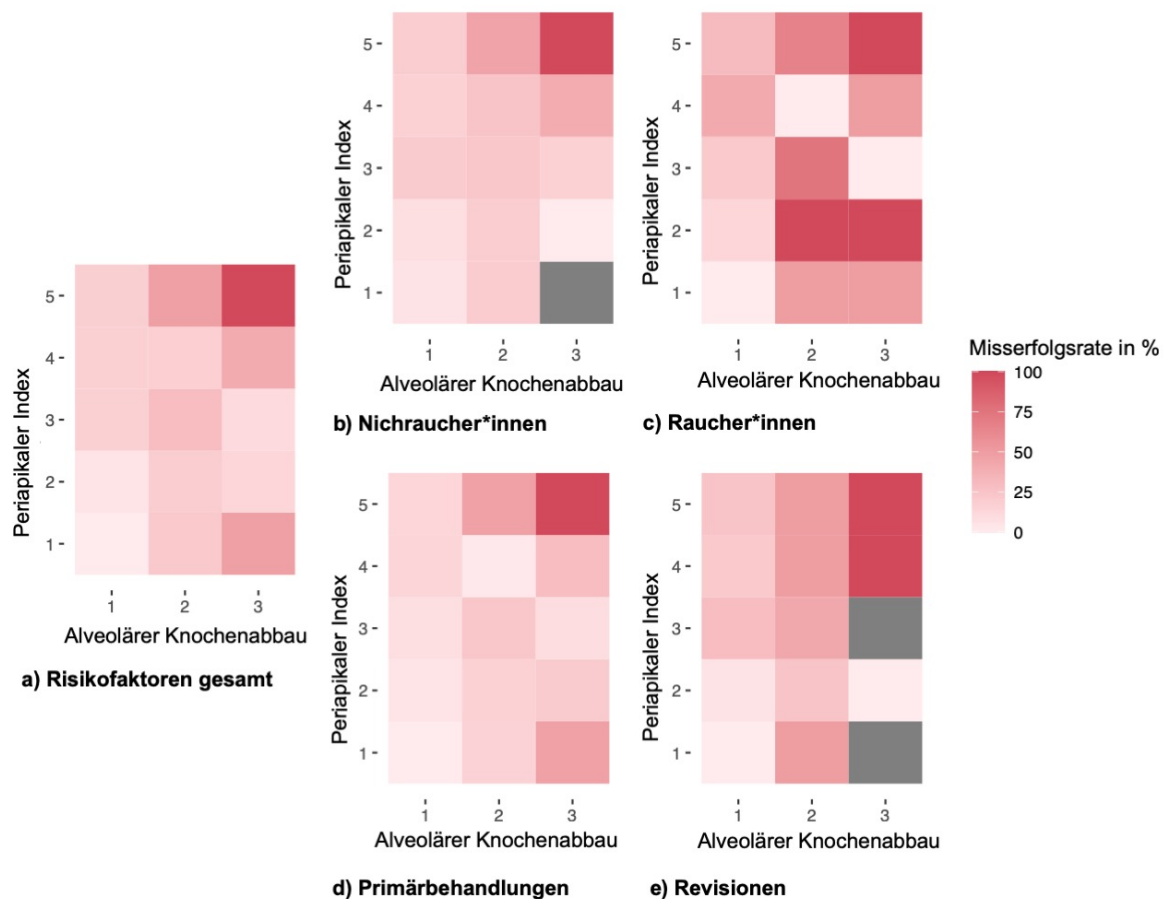 Periapikaler Index
5
4
3
2
1
1 2 3
Alveolärer Knochenabbau
b) Nichraucher*innen
Periapikaler Index
5
4
3
2
1
1 2 3
Alveolärer Knochenabbau
c) Raucher*innen
Periapikaler Index
5
4
3
2
1
1 2 3
Alveolärer Knochenabbau
a) Risikofaktoren gesamt
Misserfolgsrate in %
100
75
50
25
0
Periapikaler Index
5
4
3
2
1
1 2 3
Alveolärer Knochenabbau
d) Primärbehandlungen
Periapikaler Index
5
4
3
2
1
1 2 3
Alveolärer Knochenabbau
e) Revisionen